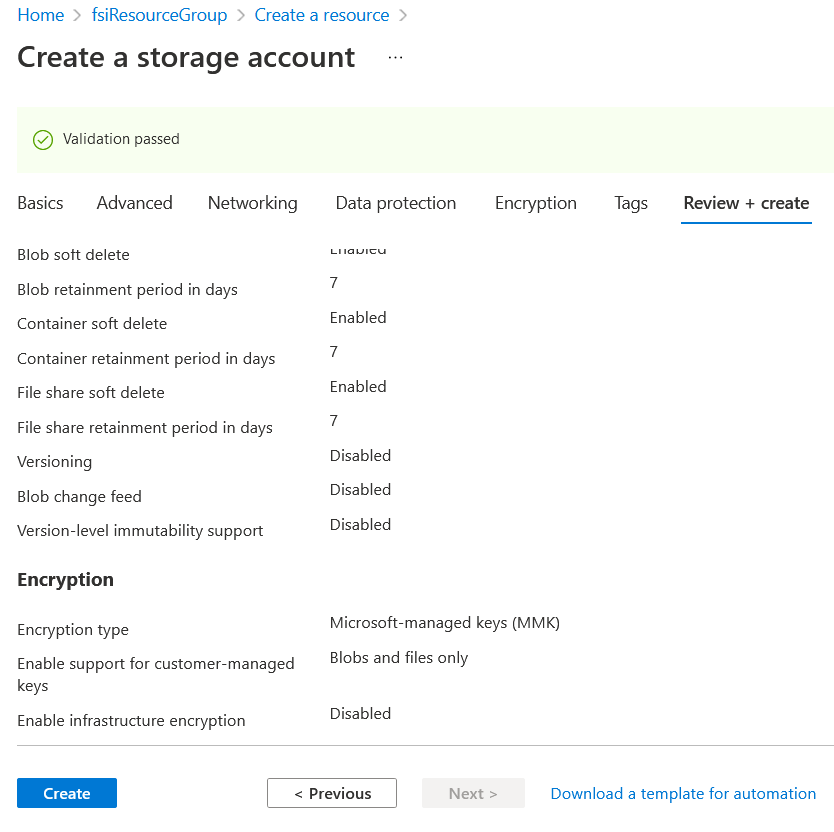 Home > fsiResourceGroup > Create a resource >
Create a storage account ...
Validation passed
Basics Advanced Networking Data protection Encryption Tags Review + create
Blob soft delete Enabled
Blob retainment period in days 7
Container soft delete Enabled
Container retainment period in days 7
File share soft delete Enabled
File share retainment period in days 7
Versioning Disabled
Blob change feed Disabled
Version-level immutability support Disabled
Encryption
Encryption type Microsoft-managed keys (MMK)
Enable support for customer-managed Blobs and files only
keys
Enable infrastructure encryption Disabled
Create < Previous Next > Download a template for automation